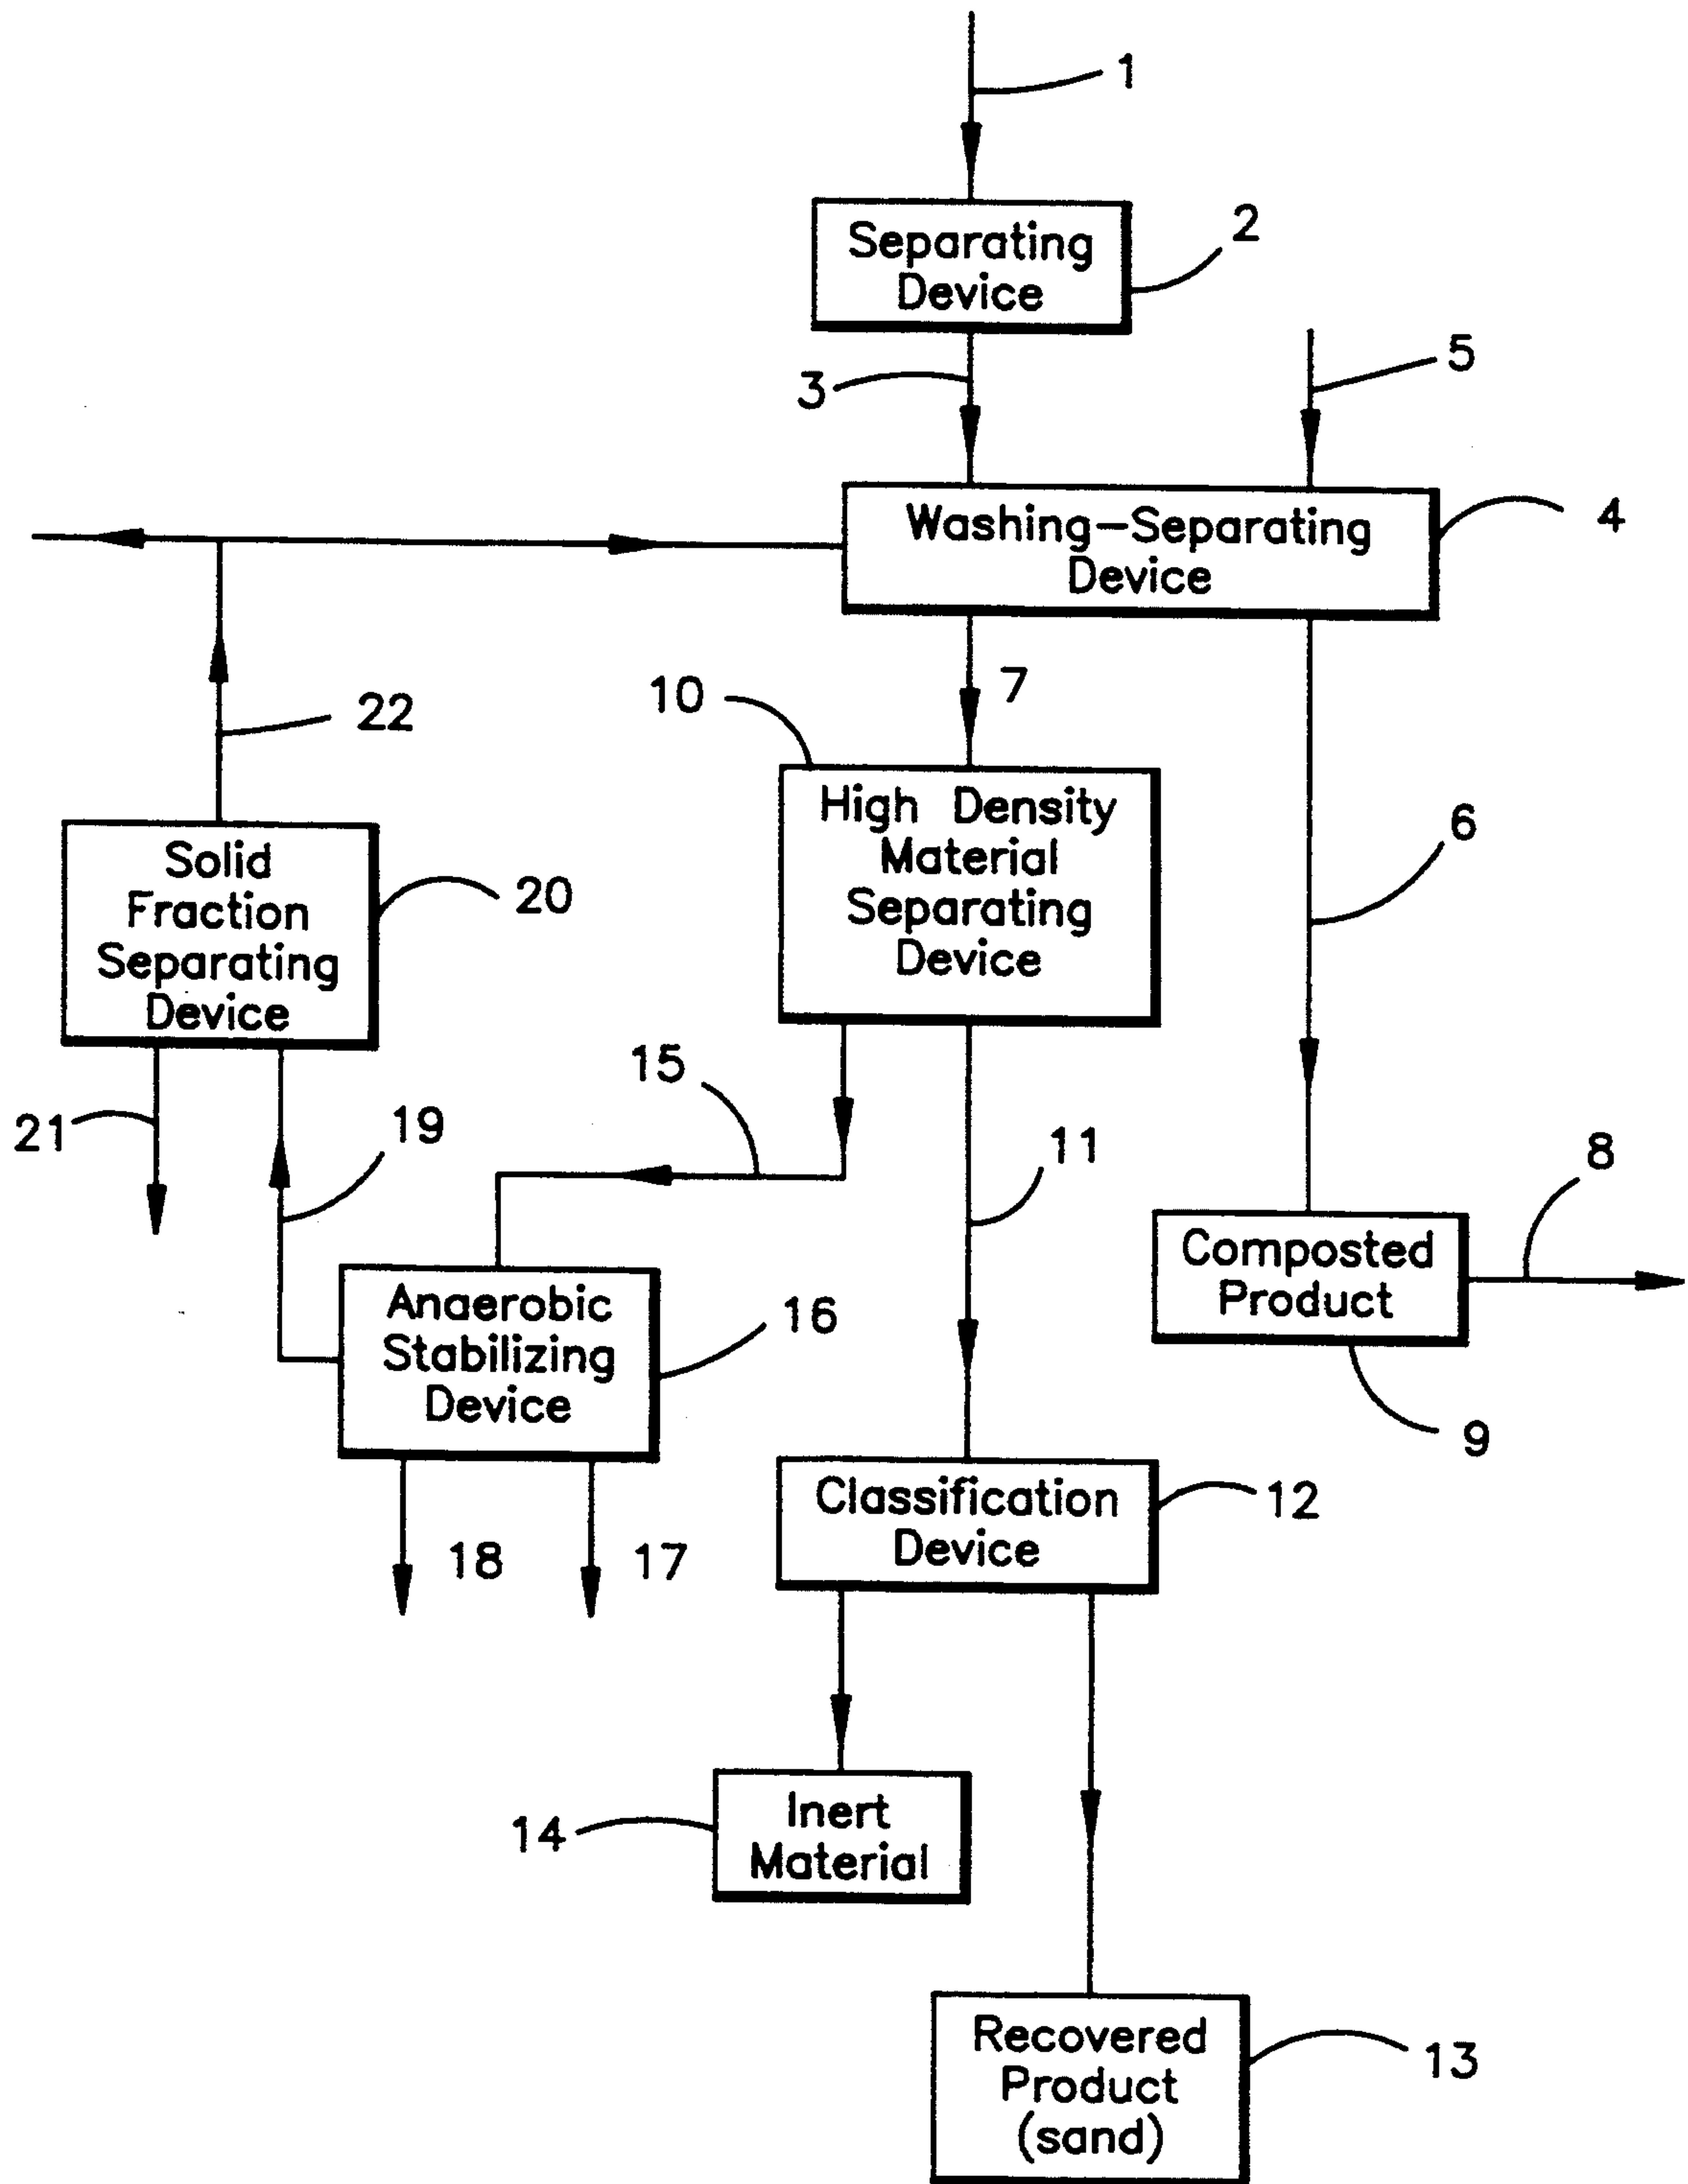 1
Separating
Device
2
3
5
Washing-Separating
Device
4
7
10
22
High Density
Material
Separating
Device
6
Solid
Fraction
Separating
Device
20
15
21
19
11
8
Composted
Product
Anaerobic
Stabilizing
Device
16
9
Classification
Device
12
18
17
Inert
Material
14
Recovered
Product
(sand)
13